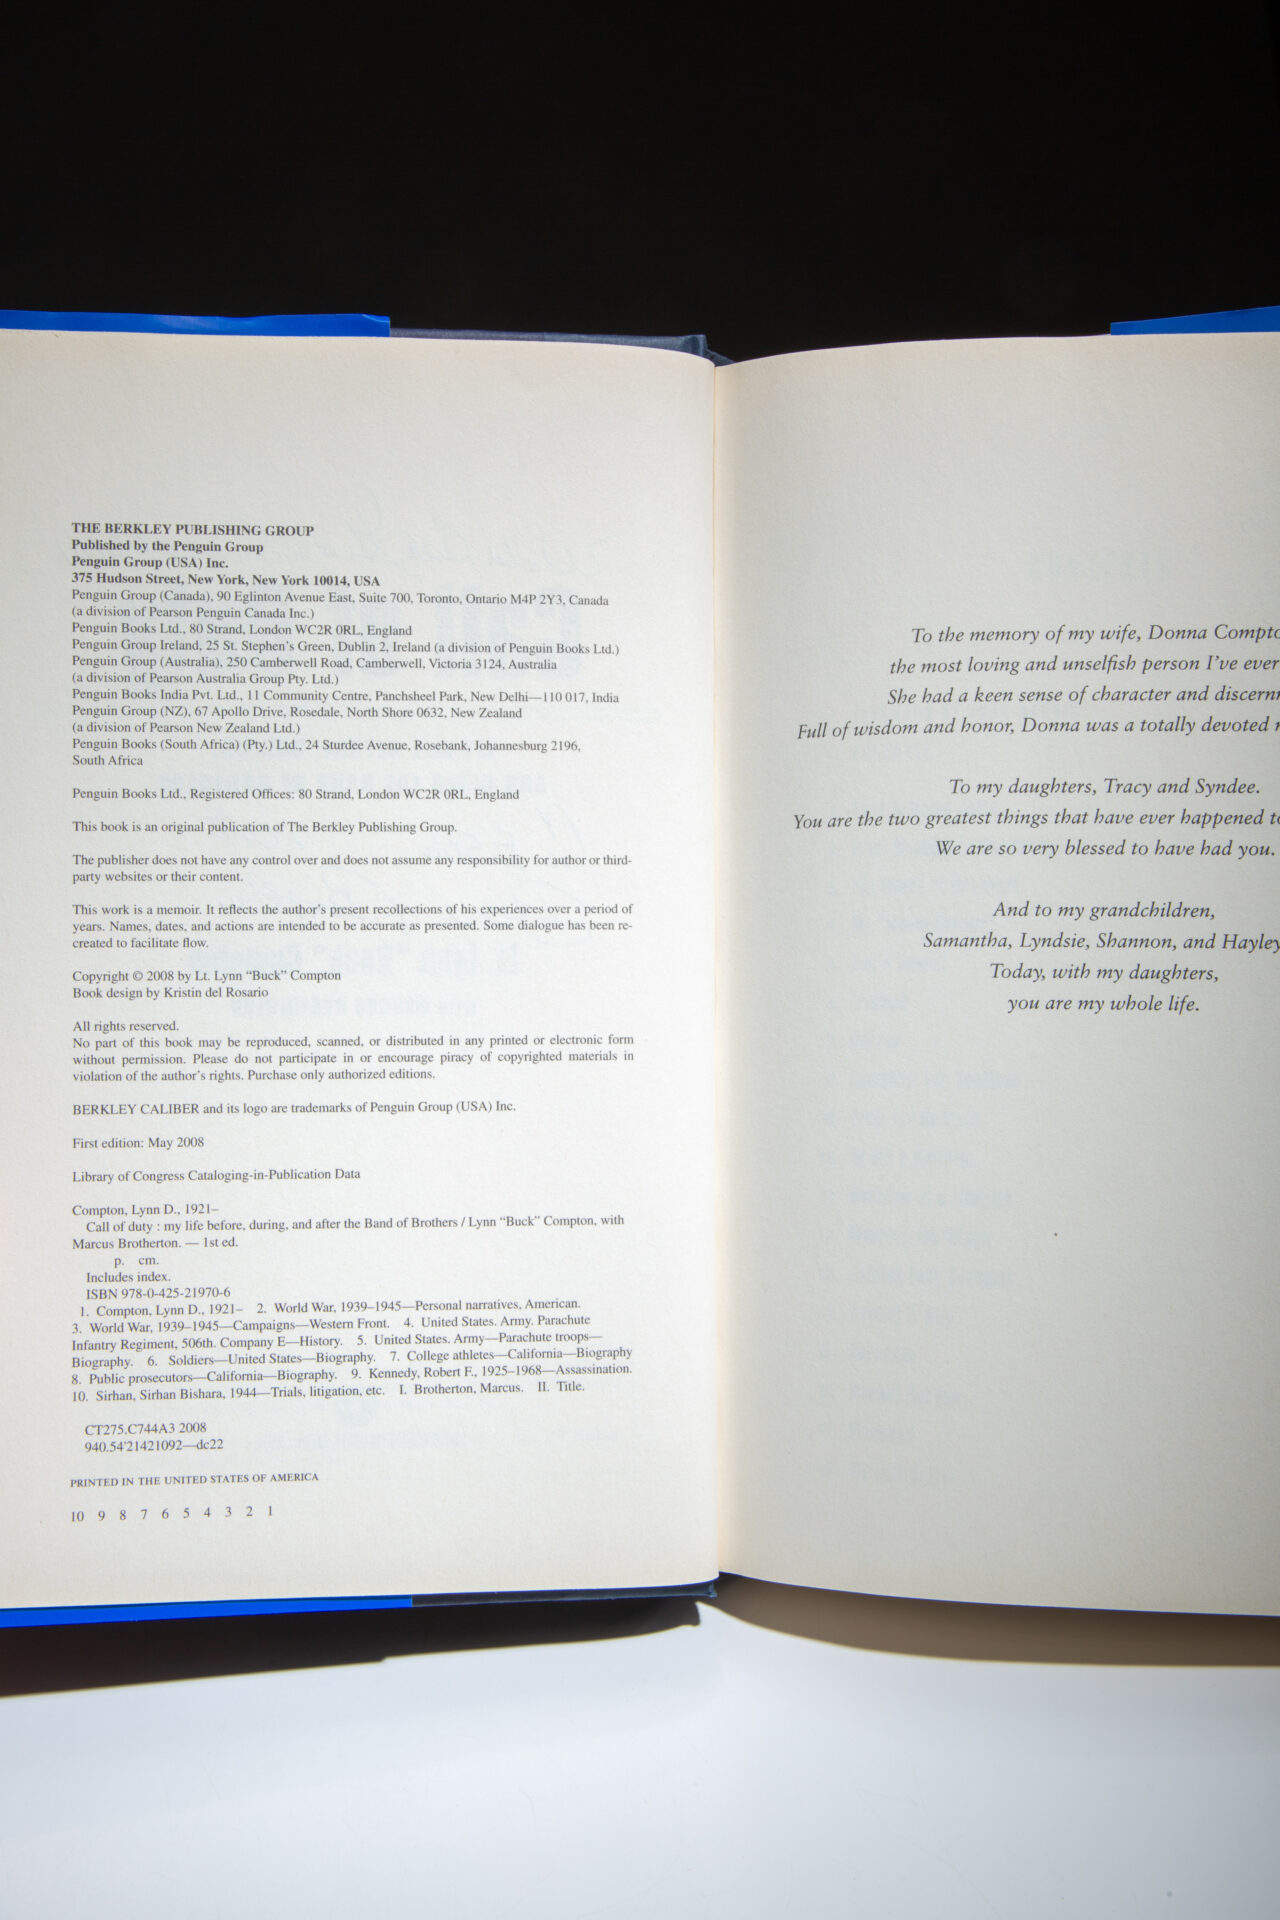 THE BERKLEY PUBLISHING GROUP
Published by the Penguin Group
Penguin Group (USA) Inc.
375 Hudson Street, New York, New York 10014, USA
Penguin Group (Canada), 90 Eglinton Avenue East, Suite 700, Toronto, Ontario M4P 2Y3, Canada
(a division of Pearson Penguin Canada Inc.)
Penguin Books Ltd., 80 Strand, London WC2R 0RL, England
Penguin Group Ireland, 25 St. Stephen's Green, Dublin 2, Ireland (a division of Penguin Books Ltd.)
Penguin Group (Australia), 250 Camberwell Road, Camberwell, Victoria 3124, Australia
(a division of Pearson Australia Group Pty. Ltd.)
Penguin Books India Pvt. Ltd., 11 Community Centre, Panchsheel Park, New Delhi—110 017, India
Penguin Group (NZ), 67 Apollo Drive, Rosedale, North Shore 0632, New Zealand
(a division of Pearson New Zealand Ltd.)
Penguin Books (South Africa) (Pty.) Ltd., 24 Sturdee Avenue, Rosebank, Johannesburg 2196,
South Africa
Penguin Books Ltd., Registered Offices: 80 Strand, London WC2R 0RL, England
This book is an original publication of The Berkley Publishing Group.
The publisher does not have any control over and does not assume any responsibility for author or third-
party websites or their content.
This work is a memoir. It reflects the author's present recollections of his experiences over a period of
years. Names, dates, and actions are intended to be accurate as presented. Some dialogue has been re-
created to facilitate flow.
Copyright © 2008 by Lt. Lynn "Buck" Compton
Book design by Kristin del Rosario
All rights reserved.
No part of this book may be reproduced, scanned, or distributed in any printed or electronic form
without permission. Please do not participate in or encourage piracy of copyrighted materials in
violation of the author's rights. Purchase only authorized editions.
BERKLEY CALIBER and its logo are trademarks of Penguin Group (USA) Inc.
First edition: May 2008
Library of Congress Cataloging-in-Publication Data
Compton, Lynn D., 1921–
Call of duty : my life before, during, and after the Band of Brothers / Lynn "Buck" Compton, with
Marcus Brotherton. — 1st ed.
p. cm.
Includes index.
ISBN 978-0-425-21970-6
1. Compton, Lynn D., 1921– 2. World War, 1939–1945—Personal narratives, American.
3. World War, 1939–1945—Campaigns—Western Front. 4. United States. Army. Parachute
Infantry Regiment, 506th. Company E—History. 5. United States. Army—Parachute troops—
Biography. 6. Soldiers—United States—Biography. 7. College athletes—California—Biography
8. Public prosecutors—California—Biography. 9. Kennedy, Robert F., 1925–1968—Assassination.
10. Sirhan, Sirhan Bishara, 1944—Trials, litigation, etc. I. Brotherton, Marcus. II. Title.
CT275.C744A3 2008
940.54'21421092—dc22
PRINTED IN THE UNITED STATES OF AMERICA
10 9 8 7 6 5 4 3 2 1
To the memory of my wife, Donna Compto
the most loving and unselfish person I've ever
She had a keen sense of character and discern
Full of wisdom and honor, Donna was a totally devoted
To my daughters, Tracy and Syndee.
You are the two greatest things that have ever happened to
We are so very blessed to have had you.
And to my grandchildren,
Samantha, Lyndsie, Shannon, and Hayley
Today, with my daughters,
you are my whole life.